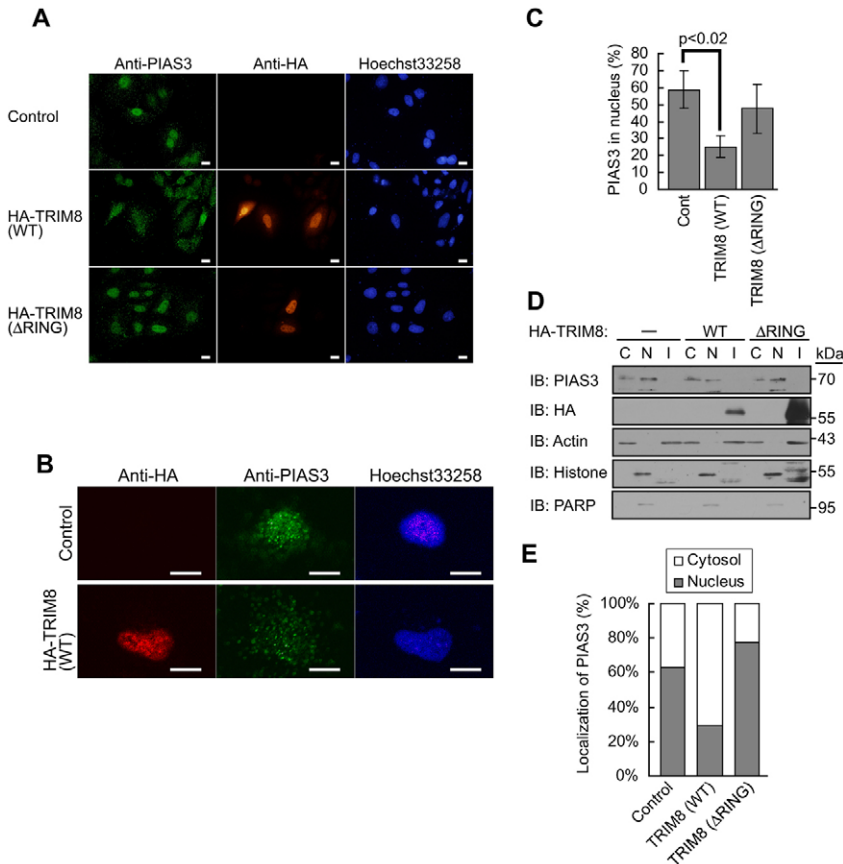 A
Anti-PIAS3 Anti-HA Hoechst33258
Control
HA-TRIM8
(WT)
HA-TRIM8
(ΔRING)
B
Anti-HA Anti-PIAS3 Hoechst33258
Control
HA-TRIM8
(WT)
C
PIAS3 in nucleus (%)
80
70
60
50
40
30
20
10
0
p<0.02
Cont
TRIM8 (WT)
TRIM8 (ΔRING)
D
HA-TRIM8: — WT ΔRING
C N I C N I C N I kDa
IB: PIAS3 70
IB: HA 55
IB: Actin 43
IB: Histone 55
IB: PARP 95
E
Cytosol
Nucleus
Localization of PIAS3 (%)
100%
80%
60%
40%
20%
0%
Control
TRIM8 (WT)
TRIM8 (ΔRING)